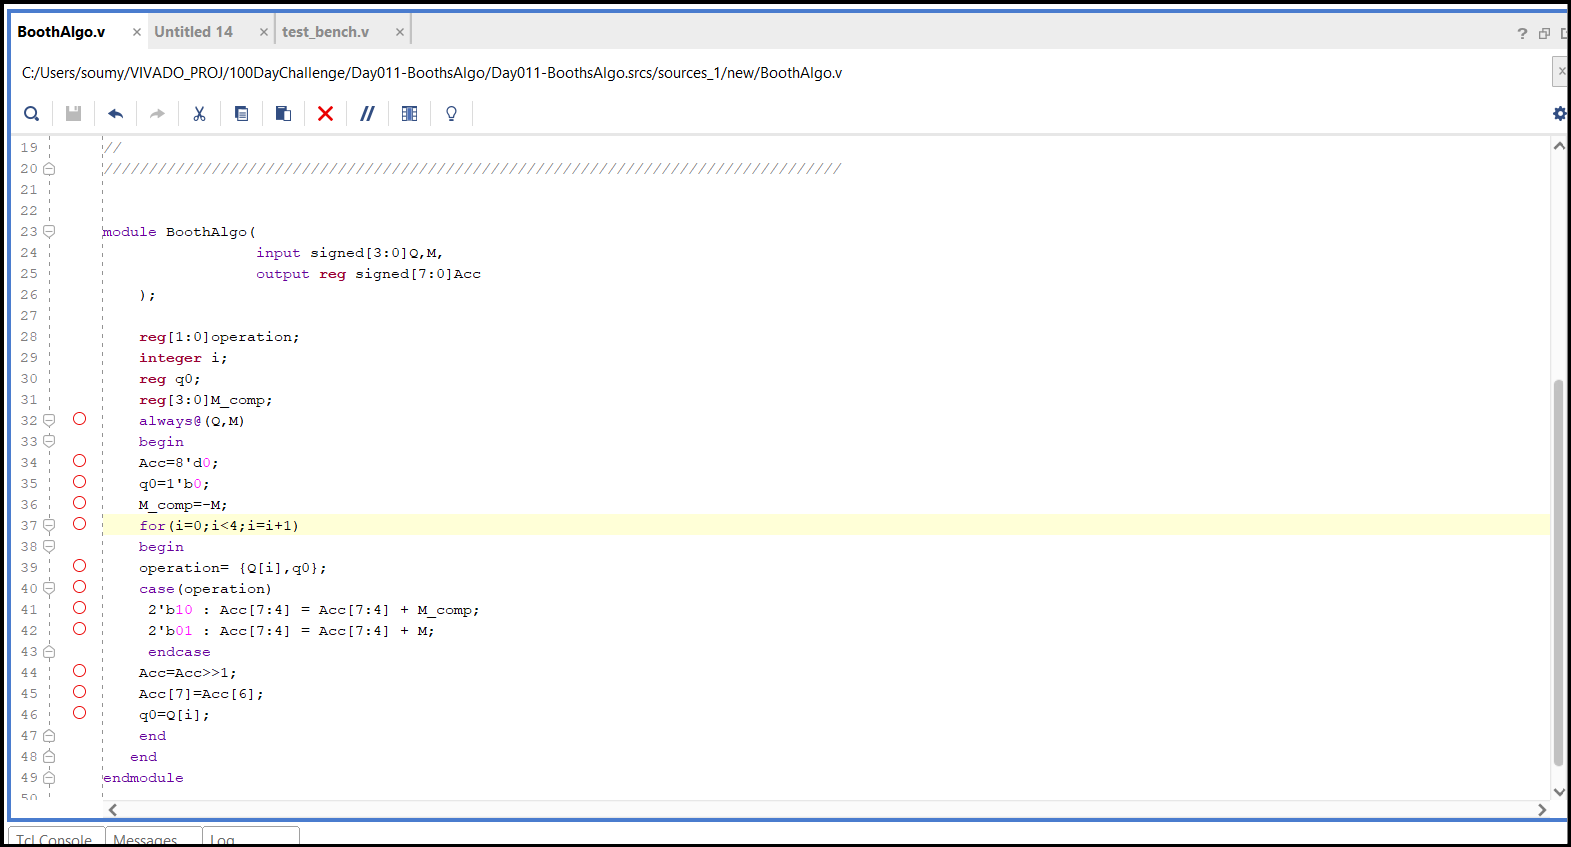 BoothAlgo.v × Untitled 14 × test_bench.v × ?
C:/Users/soumy/VIVADO_PROJ/100DayChallenge/Day011-BoothsAlgo/Day011-BoothsAlgo.srcs/sources_1/new/BoothAlgo.v
19 //
20 //////////////////////////////////////////////////////////////////////////////////
21
22
23 module BoothAlgo(
24 input signed[3:0]Q,M,
25 output reg signed[7:0]Acc
26 );
27
28 reg[1:0]operation;
29 integer i;
30 reg q0;
31 reg[3:0]M_comp;
32 always@(Q,M)
33 begin
34 Acc=8'd0;
35 q0=1'b0;
36 M_comp=-M;
37 for(i=0;i<4;i=i+1)
38 begin
39 operation= {Q[i],q0};
40 case(operation)
41 2'b10 : Acc[7:4] = Acc[7:4] + M_comp;
42 2'b01 : Acc[7:4] = Acc[7:4] + M;
43 endcase
44 Acc=Acc>>1;
45 Acc[7]=Acc[6];
46 q0=Q[i];
47 end
48 end
49 endmodule
50
Tcl Console Messages Log